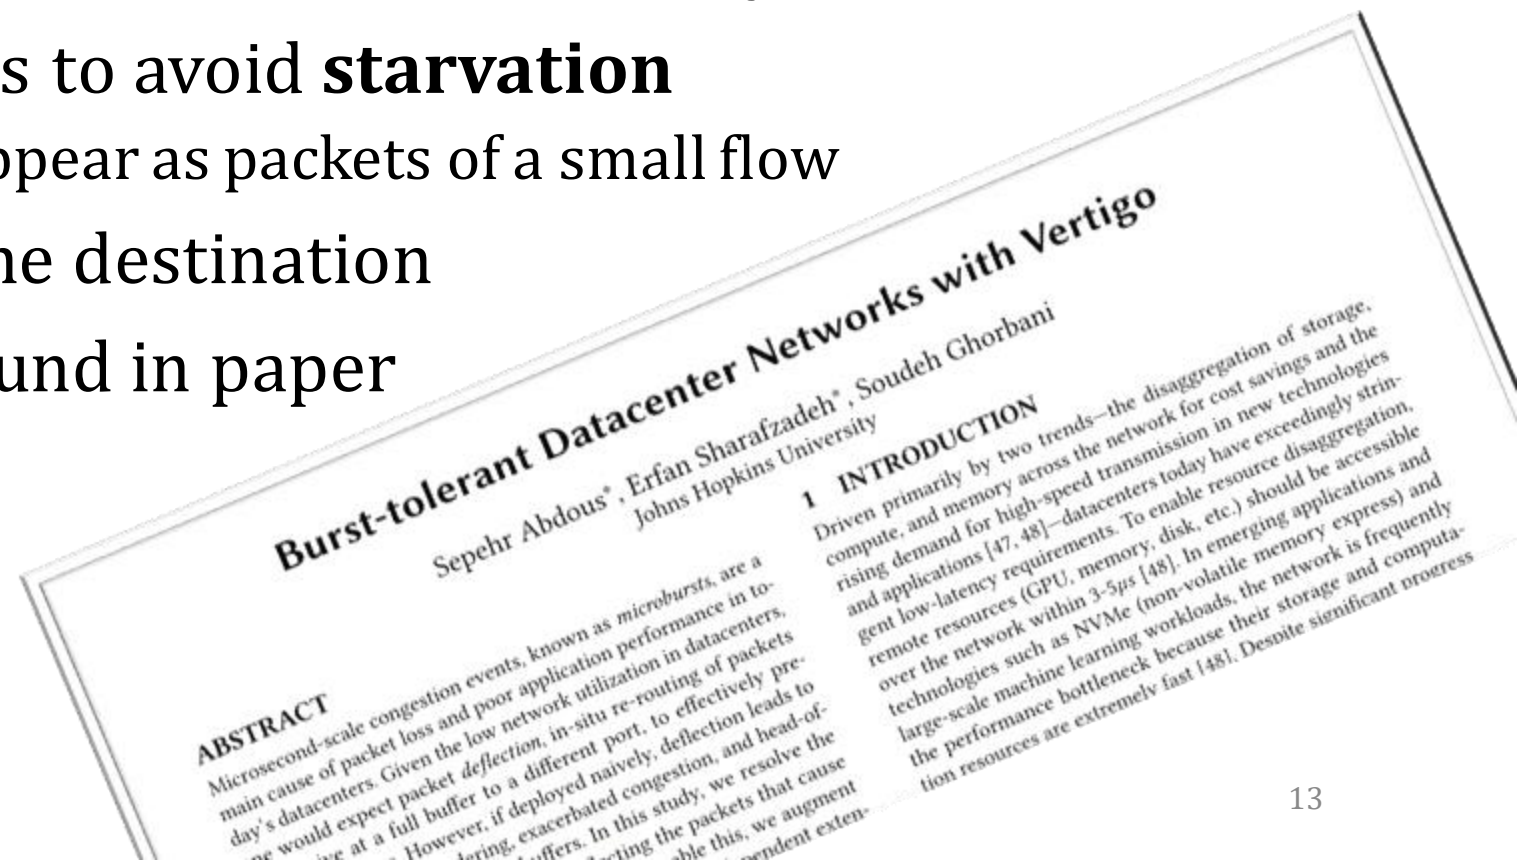 s to avoid starvation
ppear as packets of a small flow
ne destination
und in paper
Burst-tolerant Datacenter Networks with Vertigo
Sepehr Abdous*, Erfan Sharafzadeh*, Soudeh Ghorbani
Johns Hopkins University
ABSTRACT
Microsecond-scale congestion events, known as microbursts, are a
main cause of packet loss and poor application performance in to-
day's datacenters. Given the low network utilization in datacenters,
ne would expect packet deflection, in-situ re-routing of packets
ive at a full buffer to a different port, to effectively pre-
However, if deployed naively, deflection leads to
dering, exacerbated congestion, and head-of-
uffers. In this study, we resolve the
cting the packets that cause
able this, we augment
pendent exten-
1 INTRODUCTION
Driven primarily by two trends—the disaggregation of storage,
compute, and memory across the network for cost savings and the
rising demand for high-speed transmission in new technologies
and applications [47, 48]—datacenters today have exceedingly strin-
gent low-latency requirements. To enable resource disaggregation,
remote resources (GPU, memory, disk, etc.) should be accessible
over the network within 3-5μs [48]. In emerging applications and
technologies such as NVMe (non-volatile memory express) and
large-scale machine learning workloads, the network is frequently
the performance bottleneck because their storage and computa-
tion resources are extremely fast [48]. Despite significant progress
13